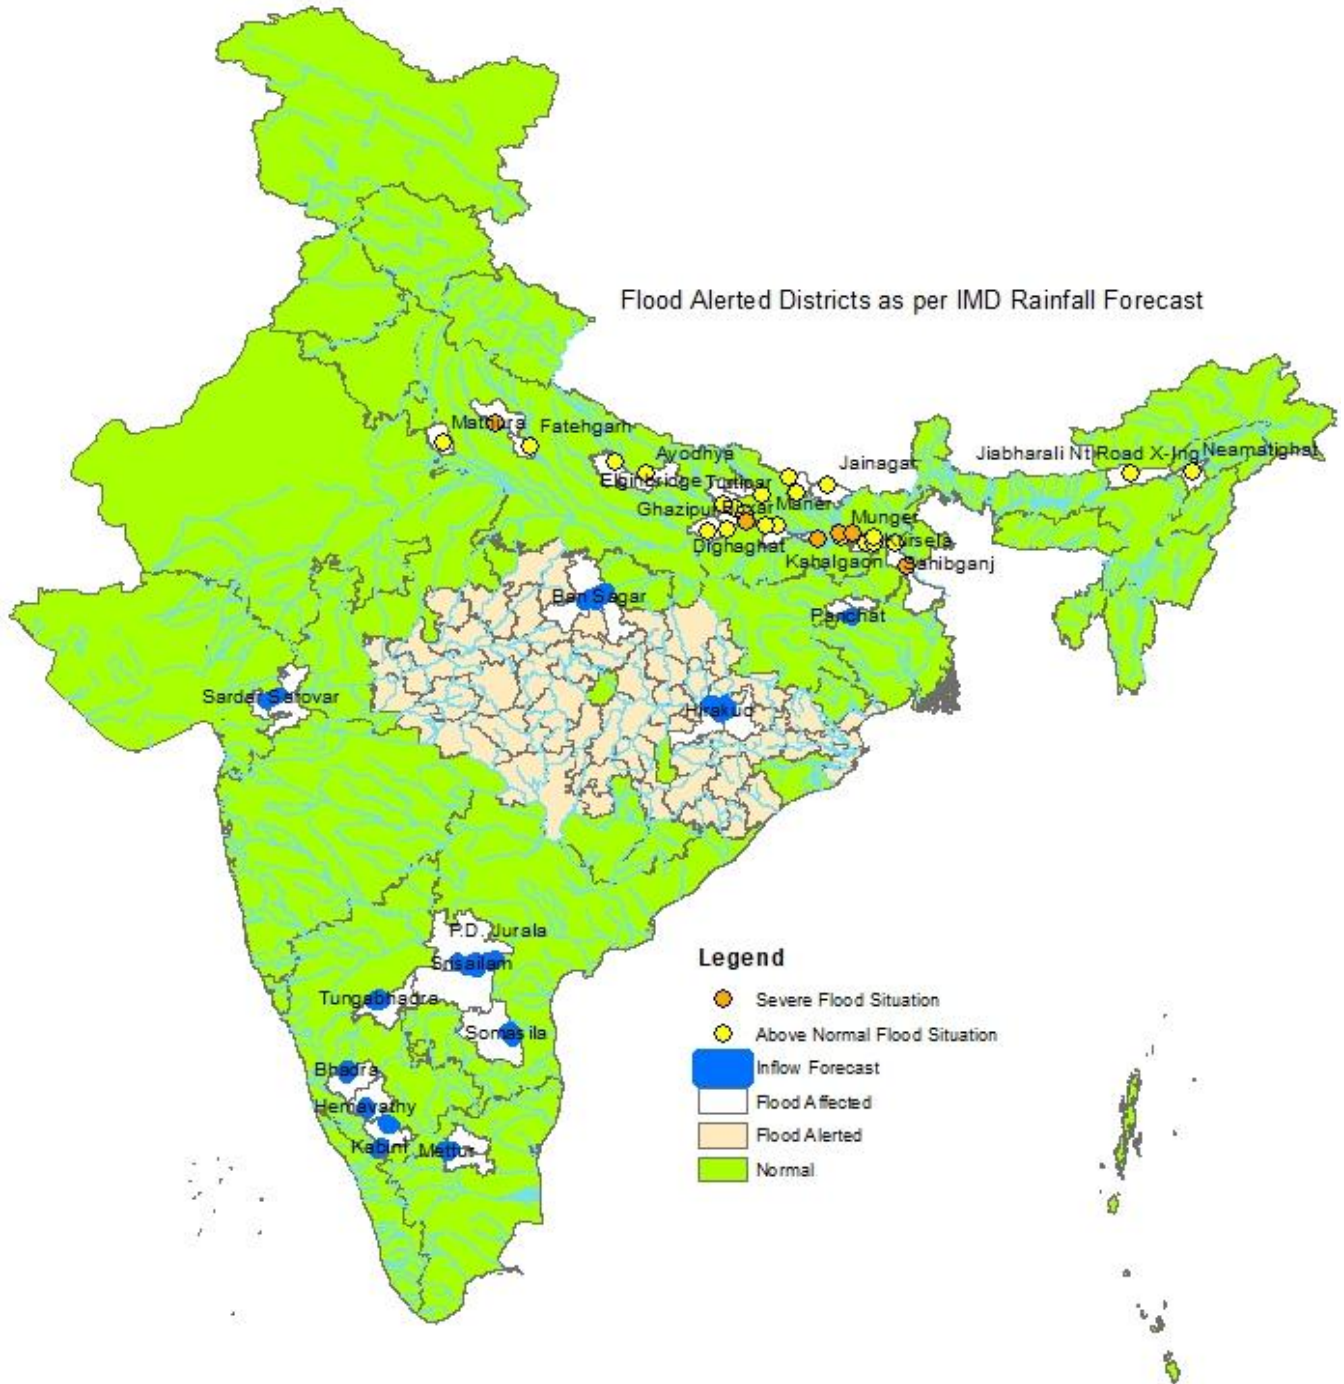 Flood Alerted Districts as per IMD Rainfall Forecast
Mathura
Fatehgarh
Ayodhya
Elginbridge
Turtipar
Jainagar
Jiabharali Nt Road X-Ing
Neamatighat
Ghazipur
Buxar
Maner
Munger
Dighaghat
Kursela
Kahalgaon
Sahibganj
Ban Sagar
Panchat
Sardar Sarovar
Hirakud
P.D. Jurala
Srisailam
Tungabhadra
Somasila
Bhadra
Hemavathy
Kabini
Mettur
Legend
Severe Flood Situation
Above Normal Flood Situation
Inflow Forecast
Flood Affected
Flood Alerted
Normal